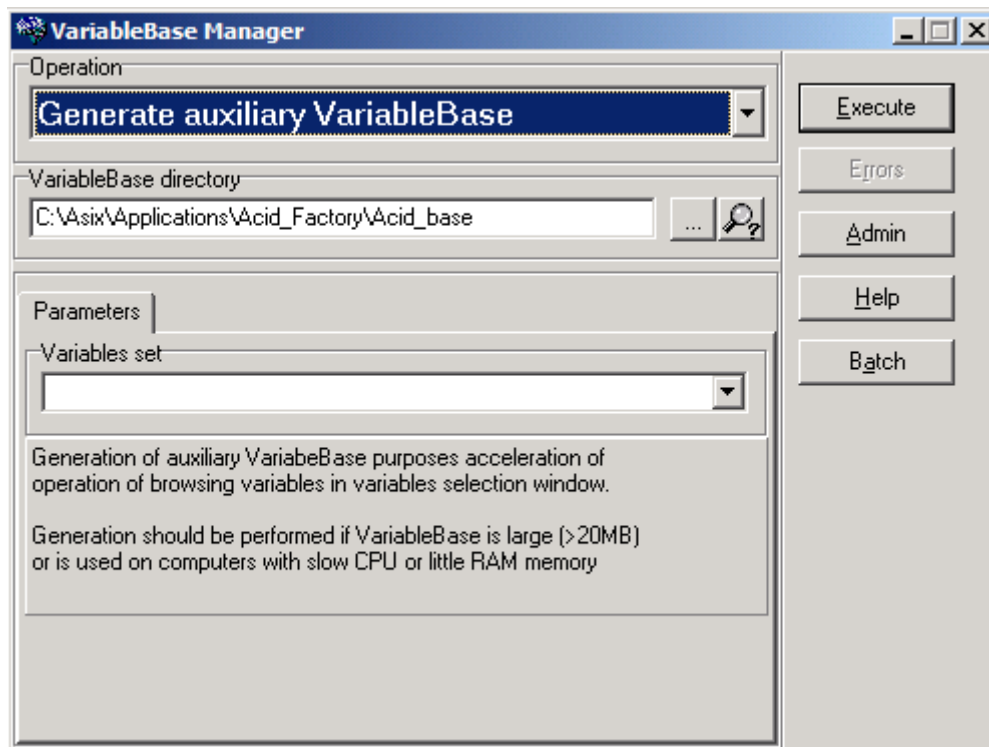 VariableBase Manager
Operation
Generate auxiliary VariableBase
Execute
Errors
VariableBase directory
C:\Asix\Applications\Acid_Factory\Acid_base
...
?
Admin
Help
Parameters
Batch
Variables set
Generation of auxiliary VariabeBase purposes acceleration of
operation of browsing variables in variables selection window.
Generation should be performed if VariableBase is large (>20MB)
or is used on computers with slow CPU or little RAM memory